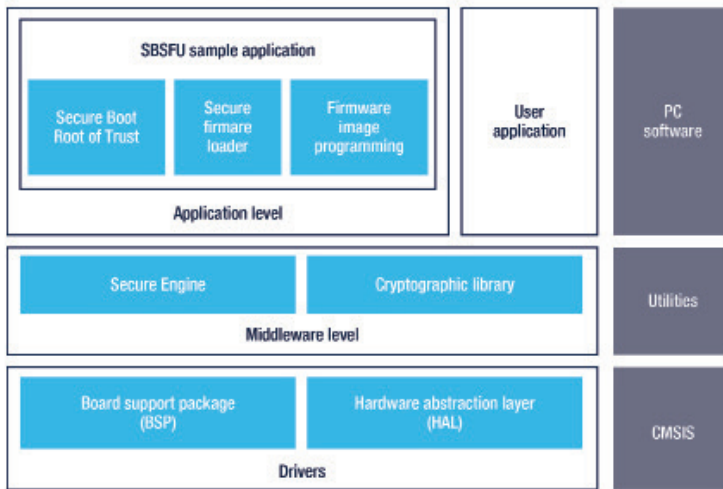 SBSFU sample application
Secure Boot
Root of Trust
Secure
firmare
loader
Firmware
image
programming
Application level
User
application
PC
software
Secure Engine
Cryptographic library
Middleware level
Utilities
Board support package
(BSP)
Hardware abstraction layer
(HAL)
Drivers
CMSIS